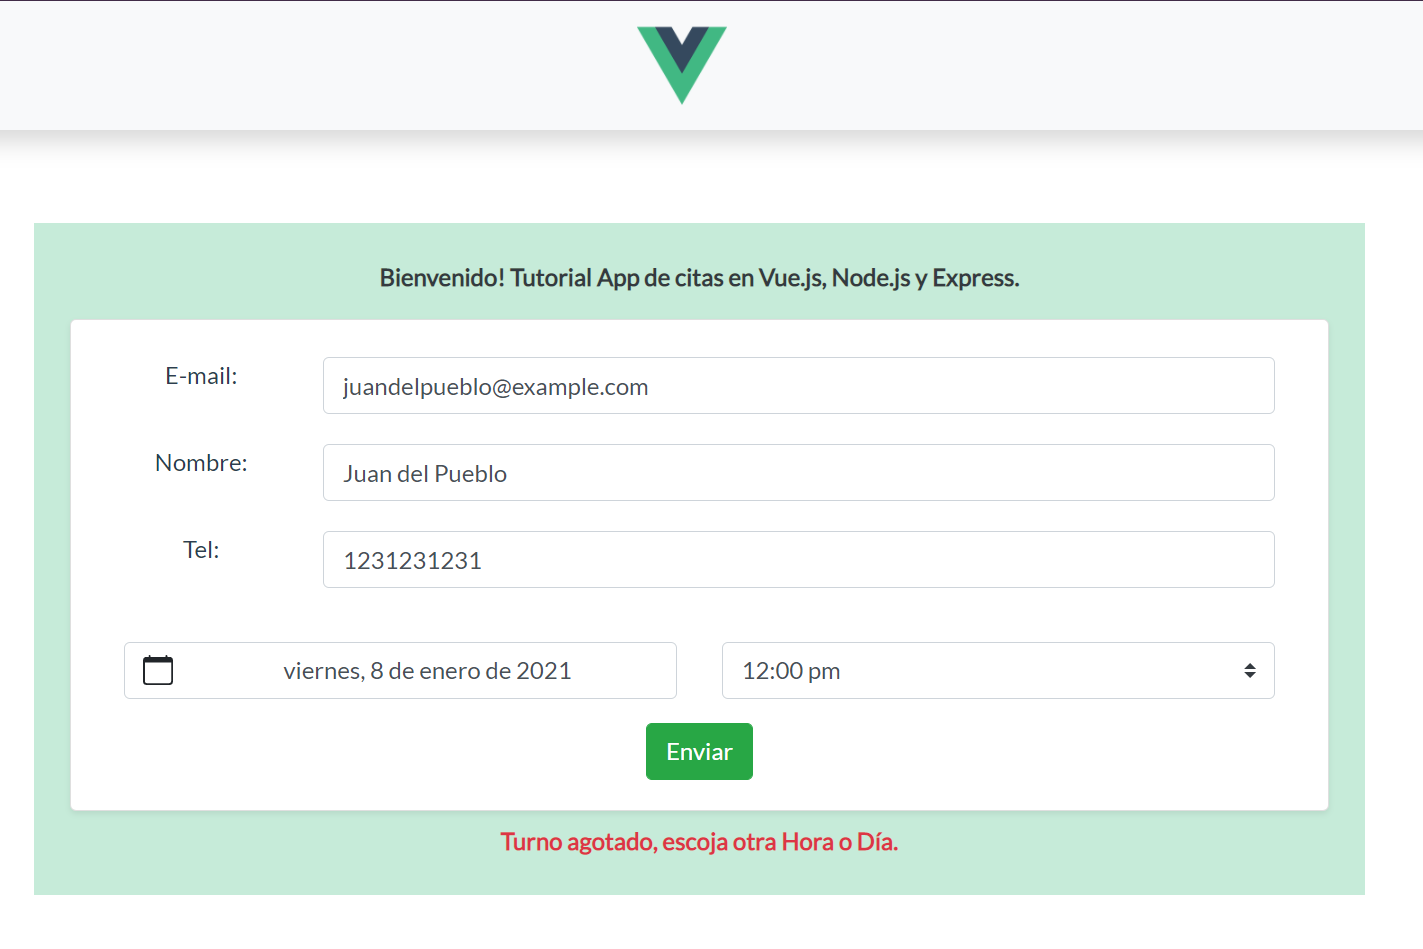 Bienvenido! Tutorial App de citas en Vue.js, Node.js y Express.
E-mail:
juandelpueblo@example.com
Nombre:
Juan del Pueblo
Tel:
1231231231
viernes, 8 de enero de 2021
12:00 pm
Enviar
Turno agotado, escoja otra Hora o Día.